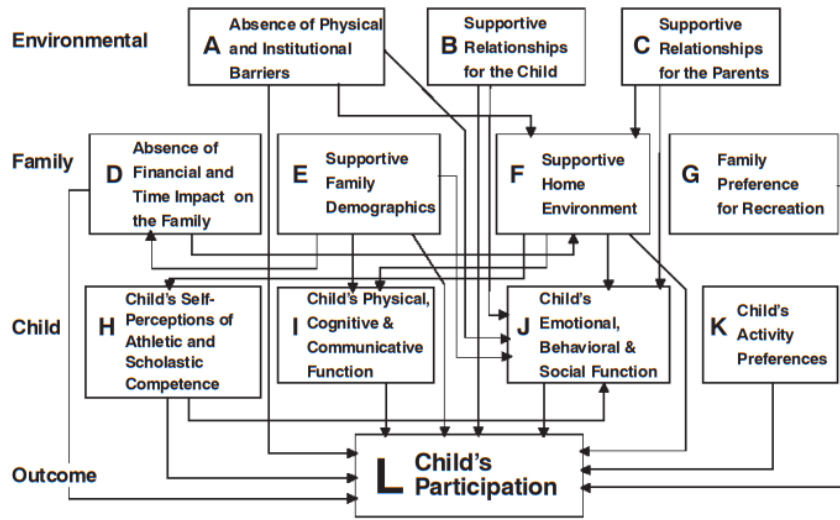 Environmental
A
Absence of Physical
and Institutional
Barriers
B
Supportive
Relationships
for the Child
C
Supportive
Relationships
for the Parents
Family
D
Absence of
Financial and
Time Impact on
the Family
E
Supportive
Family
Demographics
F
Supportive
Home
Environment
G
Family
Preference
for Recreation
Child
H
Child's Self-
Perceptions of
Athletic and
Scholastic
Competence
I
Child's Physical,
Cognitive &
Communicative
Function
J
Child's
Emotional,
Behavioral &
Social Function
K
Child's
Activity
Preferences
Outcome
L
Child's
Participation